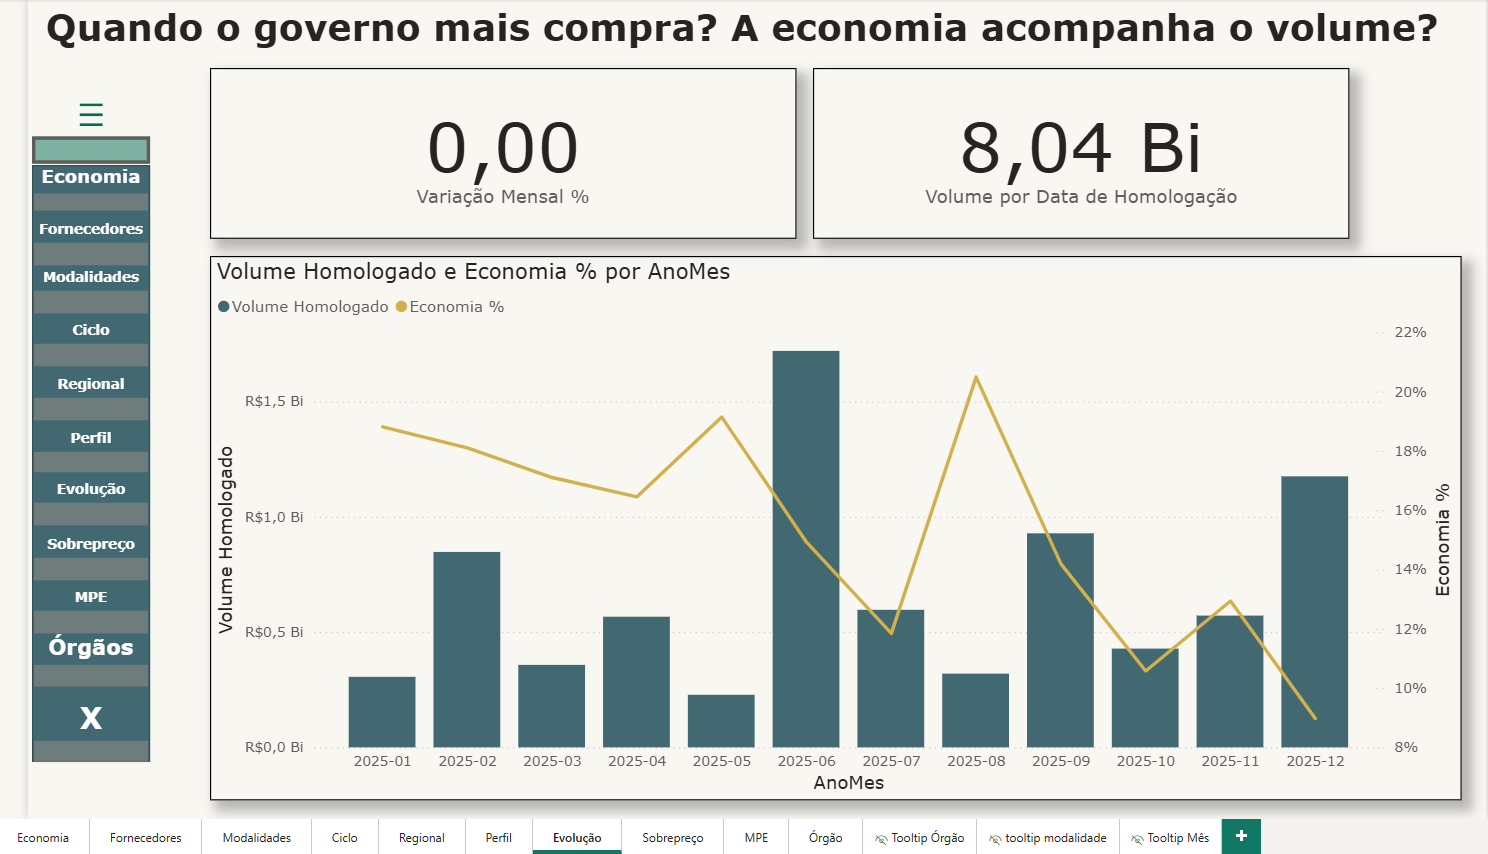 Quando o governo mais compra? A economia acompanha o volume?
☰
Economia
Fornecedores
Modalidades
Ciclo
Regional
Perfil
Evolução
Sobrepreço
MPE
Órgãos
X
0,00
Variação Mensal %
8,04 Bi
Volume por Data de Homologação
Volume Homologado e Economia % por AnoMes
Volume Homologado Economia %
Volume Homologado
R$1,5 Bi
R$1,0 Bi
R$0,5 Bi
R$0,0 Bi
22%
20%
18%
16%
14%
12%
10%
8%
Economia %
2025-01 2025-02 2025-03 2025-04 2025-05 2025-06 2025-07 2025-08 2025-09 2025-10 2025-11 2025-12
AnoMes
Economia Fornecedores Modalidades Ciclo Regional Perfil Evolução Sobrepreço MPE Órgão Tooltip Órgão tooltip modalidade Tooltip Mês +